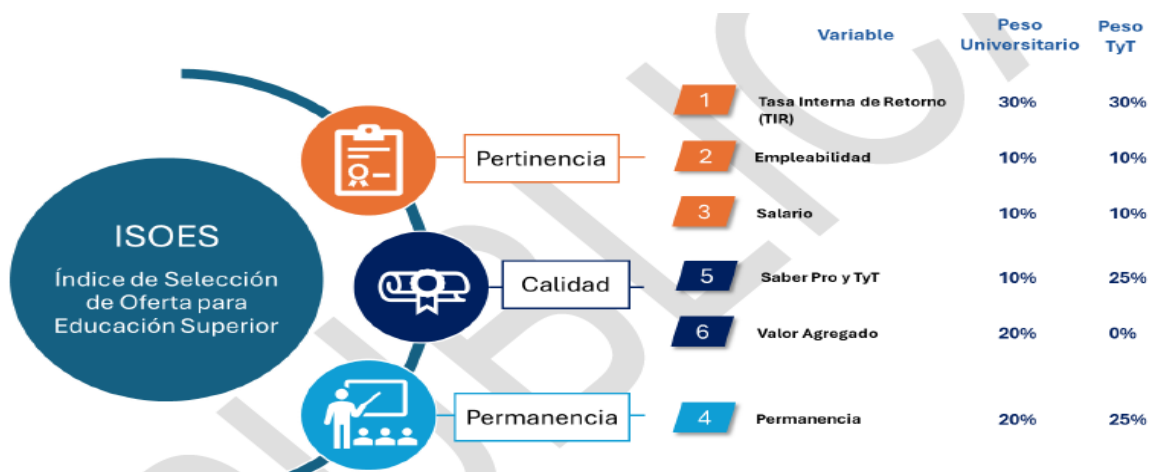 Variable
Peso
Universitario
Peso
TyT
ISOES
Índice de Selección
de Oferta para
Educación Superior
Pertinencia
1
Tasa Interna de Retorno
(TIR)
30%
30%
2
Empleabilidad
10%
10%
3
Salario
10%
10%
Calidad
5
Saber Pro y TyT
10%
25%
6
Valor Agregado
20%
0%
Permanencia
4
Permanencia
20%
25%